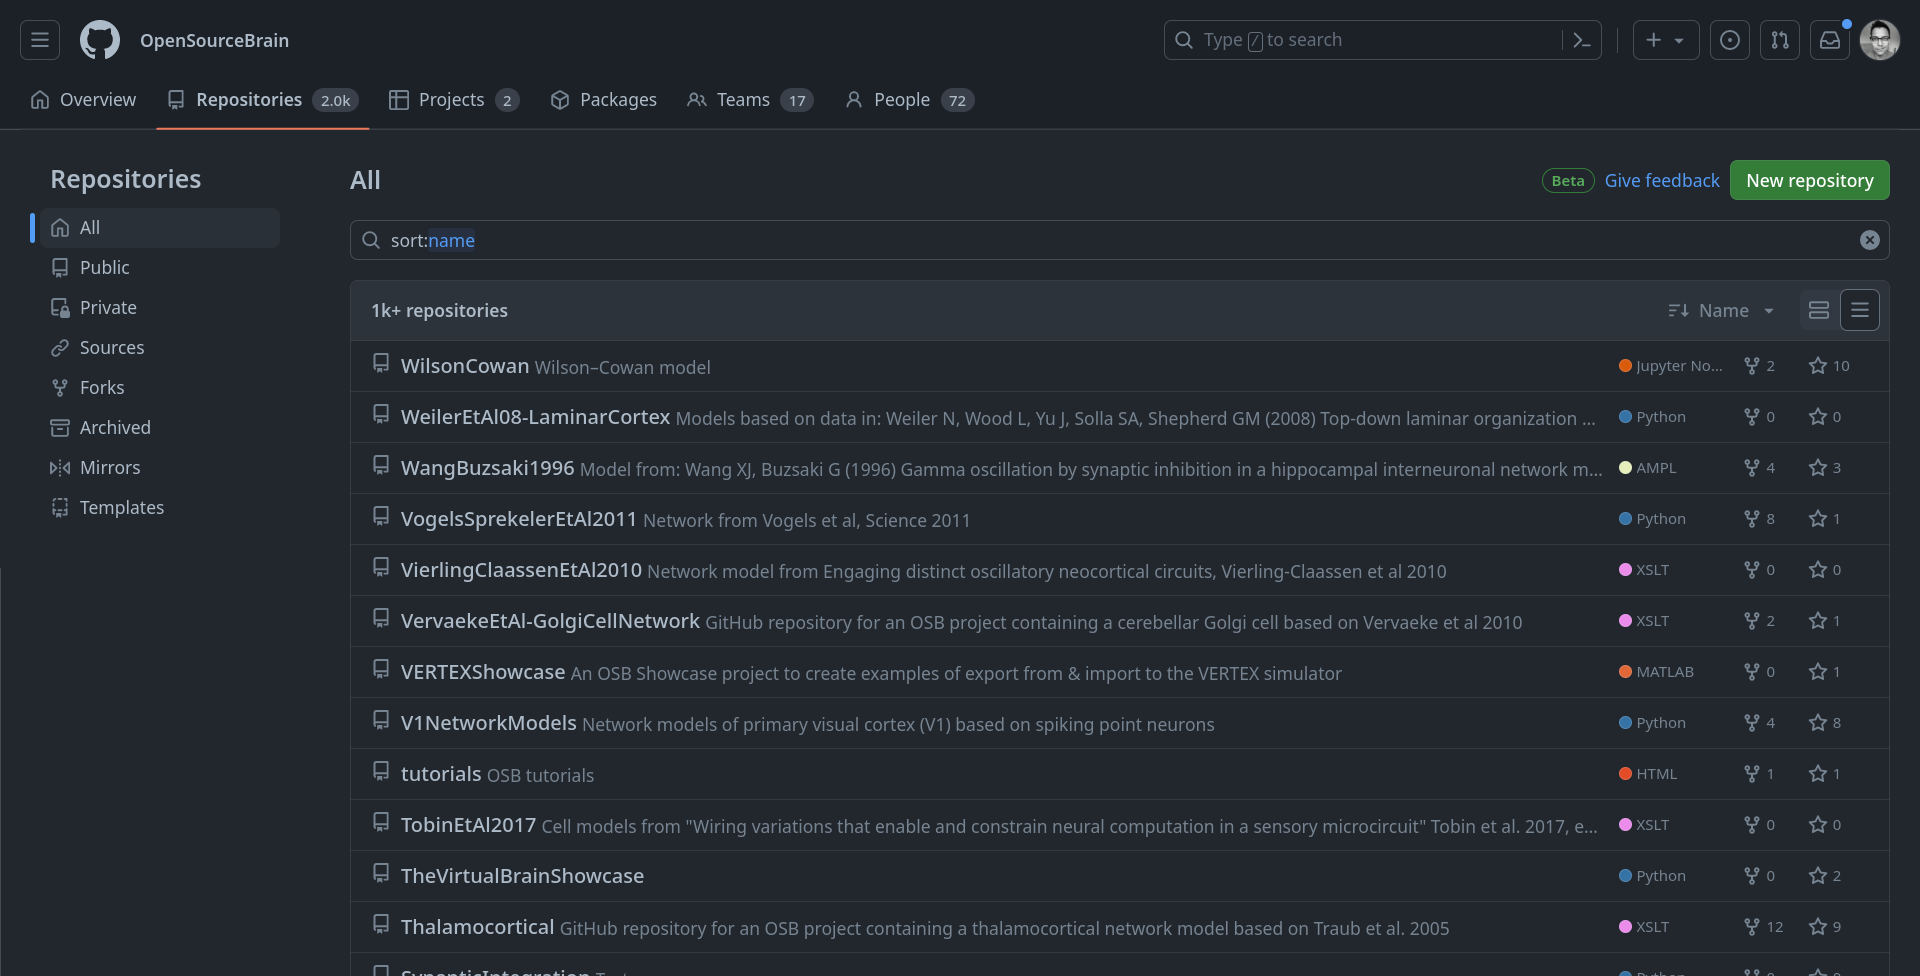 OpenSourceBrain
Type / to search
Overview
Repositories 2.0k
Projects 2
Packages
Teams 17
People 72
Repositories
All
Public
Private
Sources
Forks
Archived
Mirrors
Templates
All
Beta Give feedback New repository
sort:name
1k+ repositories Name
WilsonCowan Wilson–Cowan model Jupyter No... 2 10
WeilerEtAl08-LaminarCortex Models based on data in: Weiler N, Wood L, Yu J, Solla SA, Shepherd GM (2008) Top-down laminar organization ... Python 0 0
WangBuzsaki1996 Model from: Wang XJ, Buzsaki G (1996) Gamma oscillation by synaptic inhibition in a hippocampal interneuronal network m... AMPL 4 3
VogelsSprekelerEtAl2011 Network from Vogels et al, Science 2011 Python 8 1
VierlingClaassenEtAl2010 Network model from Engaging distinct oscillatory neocortical circuits, Vierling-Claassen et al 2010 XSLT 0 0
VervaekeEtAl-GolgiCellNetwork GitHub repository for an OSB project containing a cerebellar Golgi cell based on Vervaeke et al 2010 XSLT 2 1
VERTEXShowcase An OSB Showcase project to create examples of export from & import to the VERTEX simulator MATLAB 0 1
V1NetworkModels Network models of primary visual cortex (V1) based on spiking point neurons Python 4 8
tutorials OSB tutorials HTML 1 1
TobinEtAl2017 Cell models from "Wiring variations that enable and constrain neural computation in a sensory microcircuit" Tobin et al. 2017, e... XSLT 0 0
TheVirtualBrainShowcase Python 0 2
Thalamocortical GitHub repository for an OSB project containing a thalamocortical network model based on Traub et al. 2005 XSLT 12 9
SynapticIntegration Python